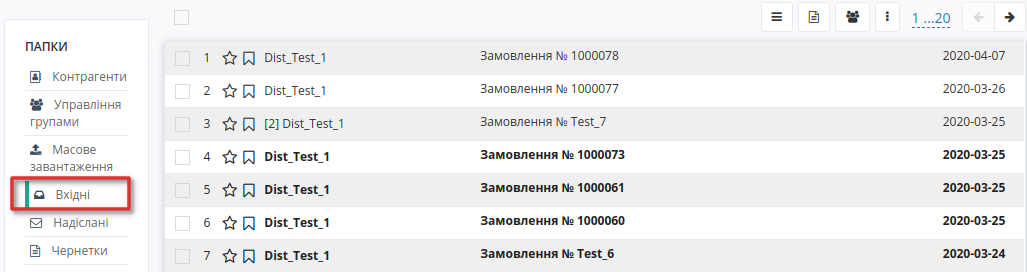 1 ...20
ПАПКИ
Контрагенти
Управління
групами
Масове
завантаження
Вхідні
Надіслані
Чернетки
1 Dist_Test_1 Замовлення № 1000078 2020-04-07
2 Dist_Test_1 Замовлення № 1000077 2020-03-26
3 [2] Dist_Test_1 Замовлення № Test_7 2020-03-25
4 Dist_Test_1 Замовлення № 1000073 2020-03-25
5 Dist_Test_1 Замовлення № 1000061 2020-03-25
6 Dist_Test_1 Замовлення № 1000060 2020-03-25
7 Dist_Test_1 Замовлення № Test_6 2020-03-24